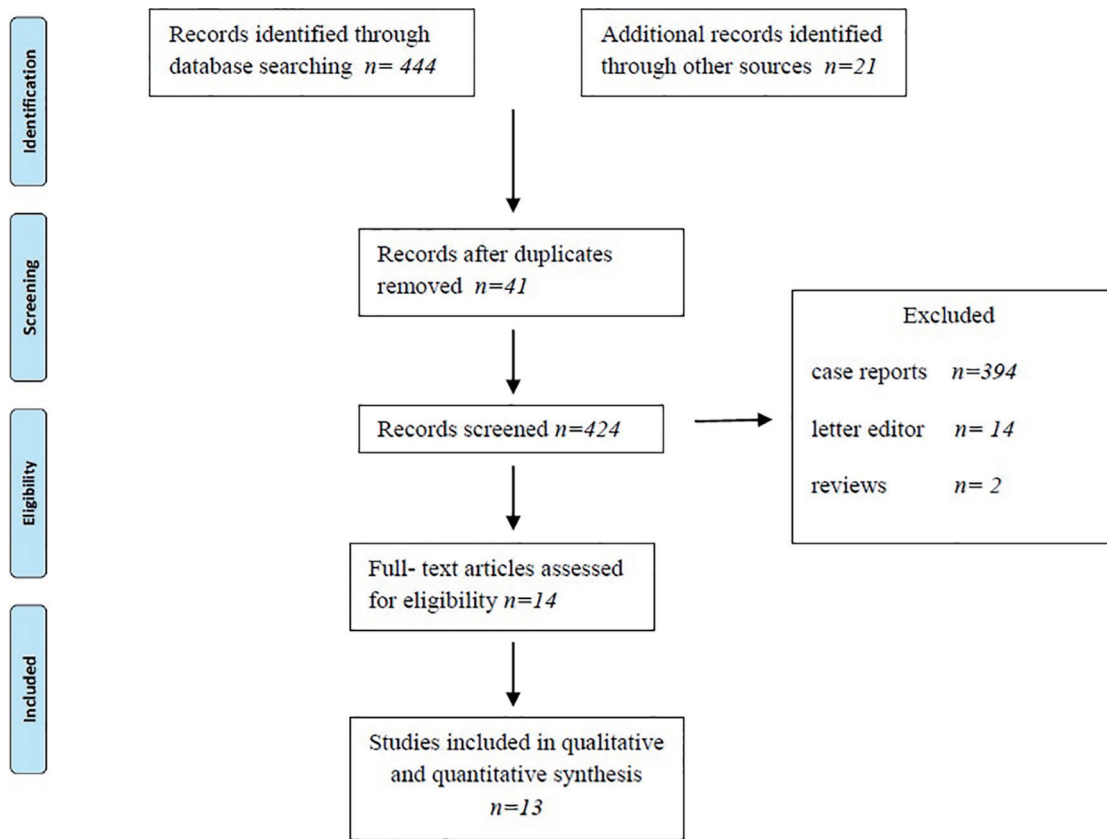 Identification
Records identified through
database searching n= 444
Additional records identified
through other sources n=21
Screening
Records after duplicates
removed n=41
Records screened n=424
Excluded
case reports n=394
letter editor n= 14
reviews n= 2
Eligibility
Full- text articles assessed
for eligibility n=14
Included
Studies included in qualitative
and quantitative synthesis
n=13